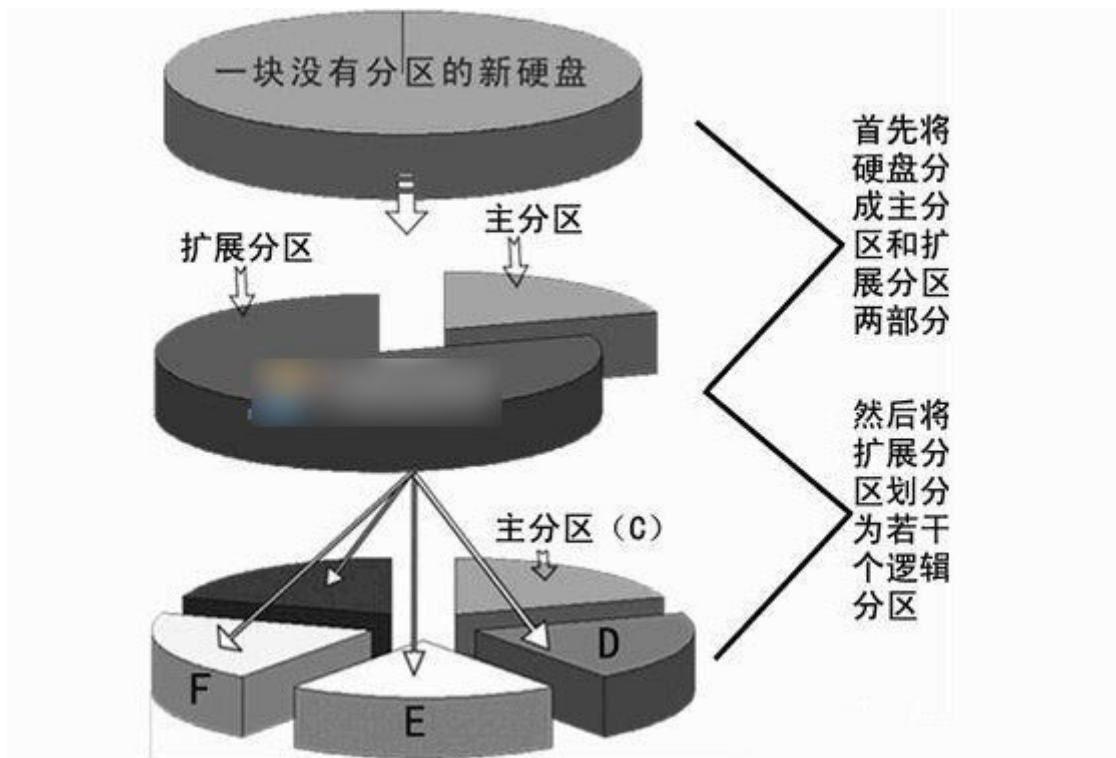 一块没有分区的新硬盘
主分区
扩展分区
首先将
硬盘分
成主分
区和扩
展分区
两部分
然后将
扩展分
区划分
为若干
个逻辑
分区
主分区（C）
D
F
E